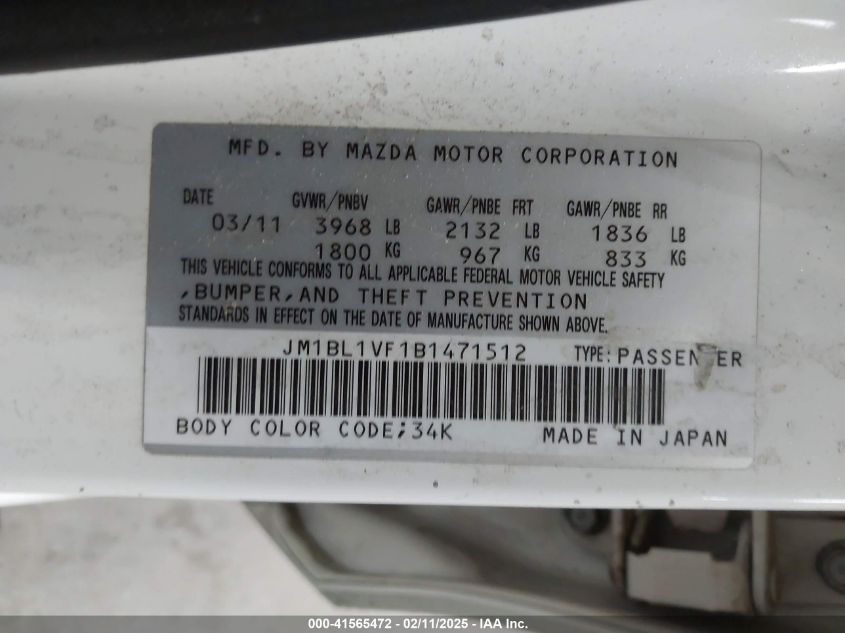 MFD. BY MAZDA MOTOR CORPORATION
DATE GVWR/PNBV GAWR/PNBE FRT GAWR/PNBE RR
03/11 3968 LB 2132 LB 1836 LB
1800 KG 967 KG 833 KG
THIS VEHICLE CONFORMS TO ALL APPLICABLE FEDERAL MOTOR VEHICLE SAFETY
,BUMPER,AND THEFT PREVENTION
STANDARDS IN EFFECT ON THE DATE OF MANUFACTURE SHOWN ABOVE.
JM1BL1VF1B1471512 TYPE:PASSENGER
BODY COLOR CODE;34K MADE IN JAPAN
000-41565472 - 02/11/2025 - IAA Inc.